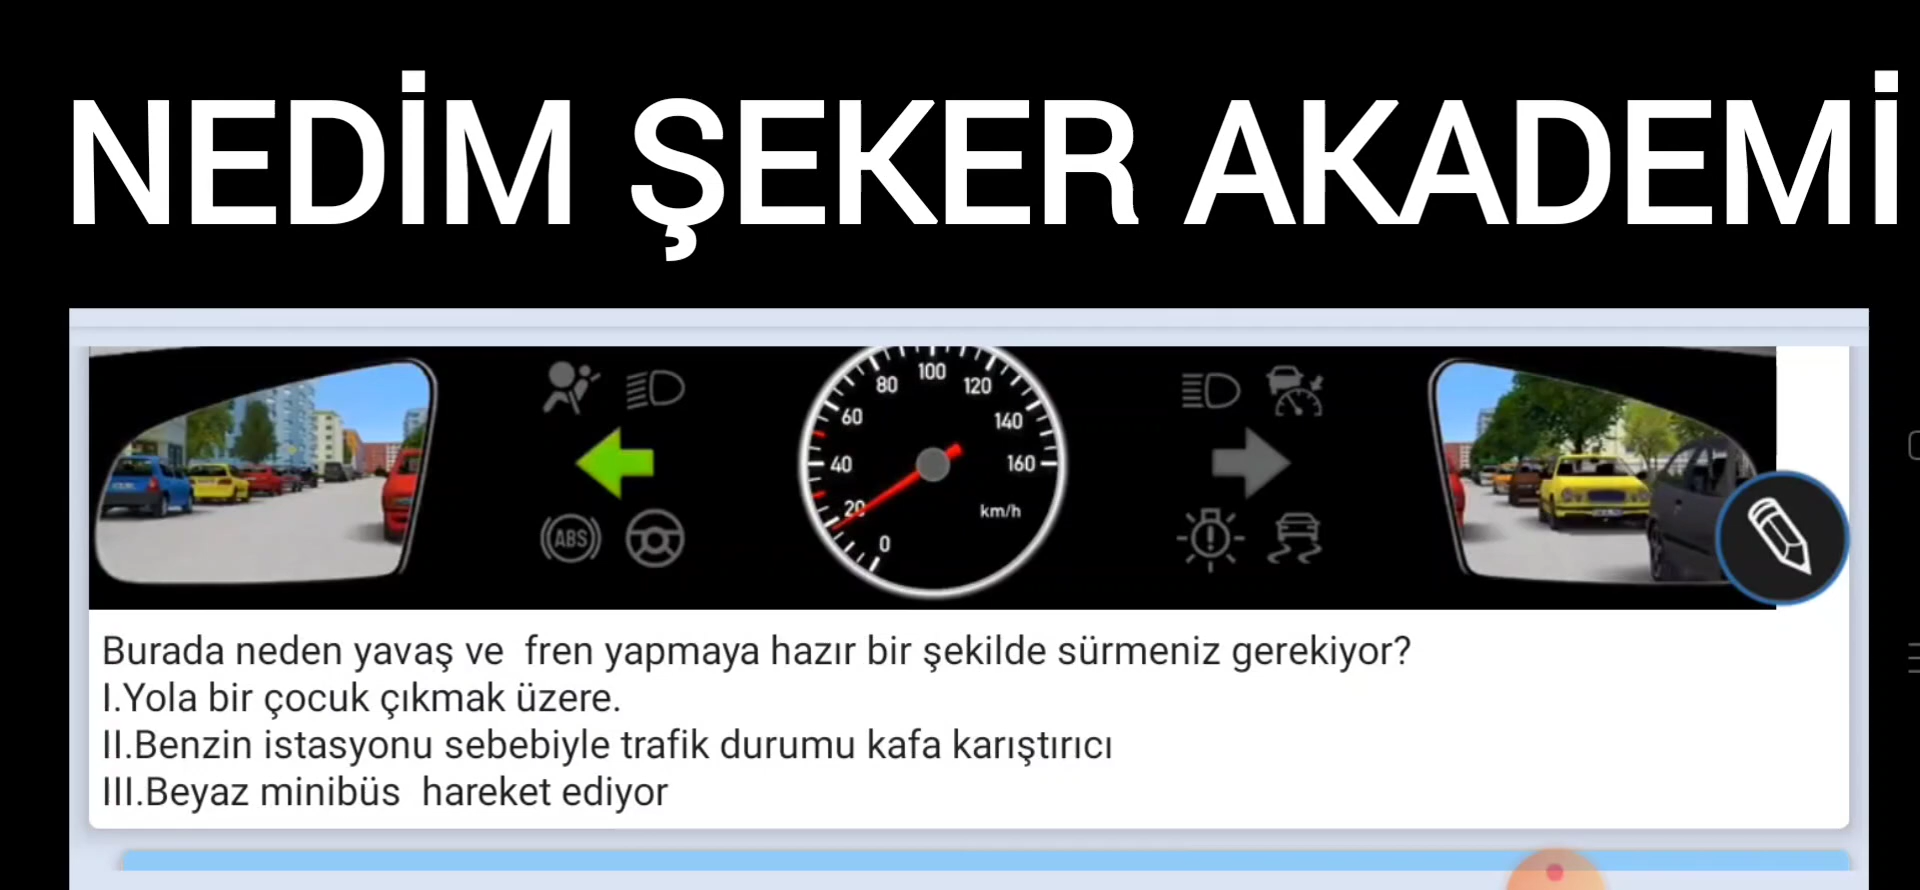 NEDİM ŞEKER AKADEMİ
80 100 120
60 140
40 160
20 km/h
ABS 0
Burada neden yavaş ve fren yapmaya hazır bir şekilde sürmeniz gerekiyor?
I.Yola bir çocuk çıkmak üzere.
II.Benzin istasyonu sebebiyle trafik durumu kafa karıştırıcı
III.Beyaz minibüs hareket ediyor